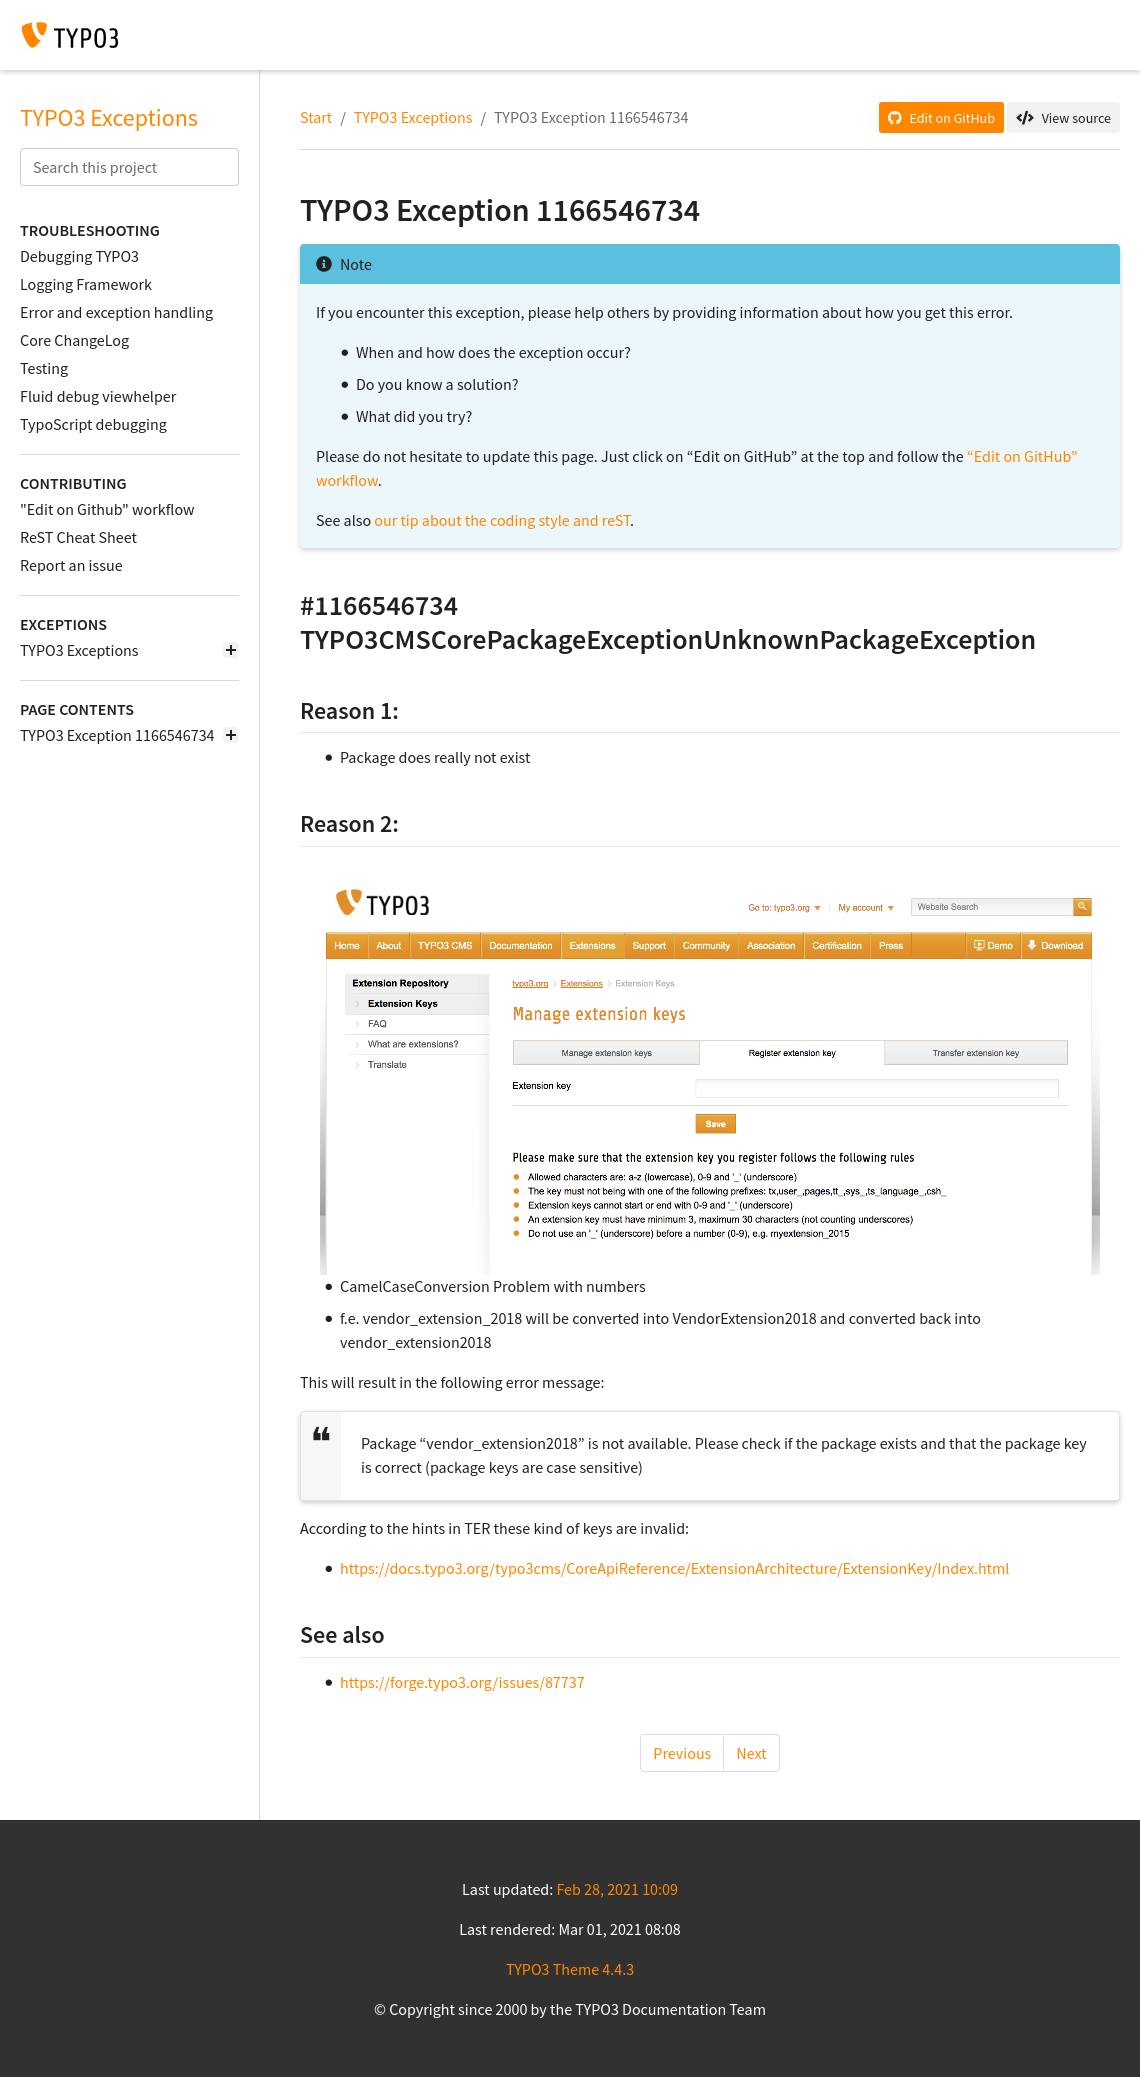 TYPO3
TYPO3 Exceptions
Search this project
TROUBLESHOOTING
Debugging TYPO3
Logging Framework
Error and exception handling
Core ChangeLog
Testing
Fluid debug viewhelper
TypoScript debugging
CONTRIBUTING
"Edit on Github" workflow
ReST Cheat Sheet
Report an issue
EXCEPTIONS
TYPO3 Exceptions
PAGE CONTENTS
TYPO3 Exception 1166546734
Start / TYPO3 Exceptions / TYPO3 Exception 1166546734
Edit on GitHub
View source
TYPO3 Exception 1166546734
Note
If you encounter this exception, please help others by providing information about how you get this error.
When and how does the exception occur?
Do you know a solution?
What did you try?
Please do not hesitate to update this page. Just click on “Edit on GitHub” at the top and follow the “Edit on GitHub”
workflow.
See also our tip about the coding style and reST.
#1166546734
TYPO3CMSCorePackageExceptionUnknownPackageException
Reason 1:
Package does really not exist
Reason 2:
TYPO3
Go to: typo3.org
My account
Website Search
Home About TYPO3 CMS Documentation Extensions Support Community Association Certification Press Demo Download
Extension Repository
Extension Keys
FAQ
What are extensions?
Translate
typo3.org > Extensions > Extension Keys
Manage extension keys
Manage extension keys
Register extension key
Transfer extension key
Extension key
Save
Please make sure that the extension key you register follows the following rules
Allowed characters are: a-z (lowercase), 0-9 and '_' (underscore)
The key must not being with one of the following prefixes: tx,user_,pages,tt_,sys_,ts_language_,csh_
Extension keys cannot start or end with 0-9 and '_' (underscore)
An extension key must have minimum 3, maximum 30 characters (not counting underscores)
Do not use an '_' (underscore) before a number (0-9), e.g. myextension_2015
CamelCaseConversion Problem with numbers
f.e. vendor_extension_2018 will be converted into VendorExtension2018 and converted back into
vendor_extension2018
This will result in the following error message:
Package “vendor_extension2018” is not available. Please check if the package exists and that the package key
is correct (package keys are case sensitive)
According to the hints in TER these kind of keys are invalid:
https://docs.typo3.org/typo3cms/CoreApiReference/ExtensionArchitecture/ExtensionKey/Index.html
See also
https://forge.typo3.org/issues/87737
Previous
Next
Last updated: Feb 28, 2021 10:09
Last rendered: Mar 01, 2021 08:08
TYPO3 Theme 4.4.3
© Copyright since 2000 by the TYPO3 Documentation Team